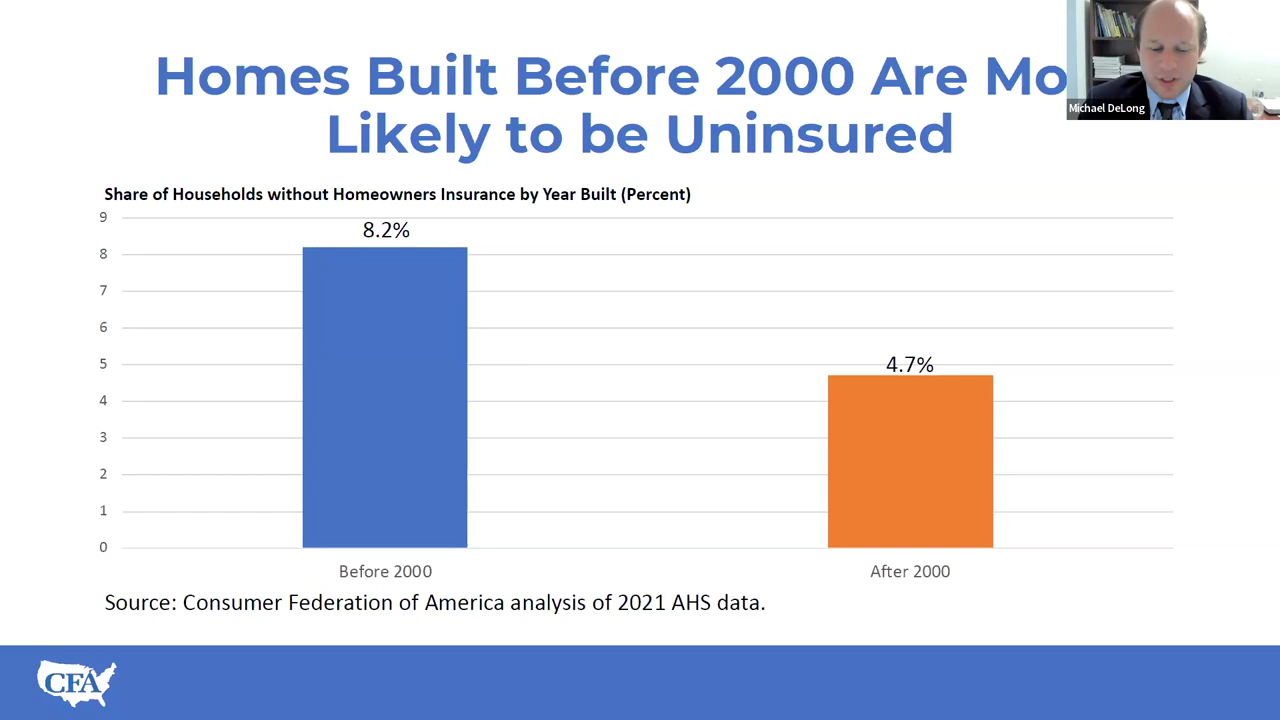 Homes Built Before 2000 Are Mo
Likely to be Uninsured
Michael DeLong
Share of Households without Homeowners Insurance by Year Built (Percent)
9
8.2%
8
7
6
5
4.7%
4
3
2
1
0
Before 2000
After 2000
Source: Consumer Federation of America analysis of 2021 AHS data.
CFA